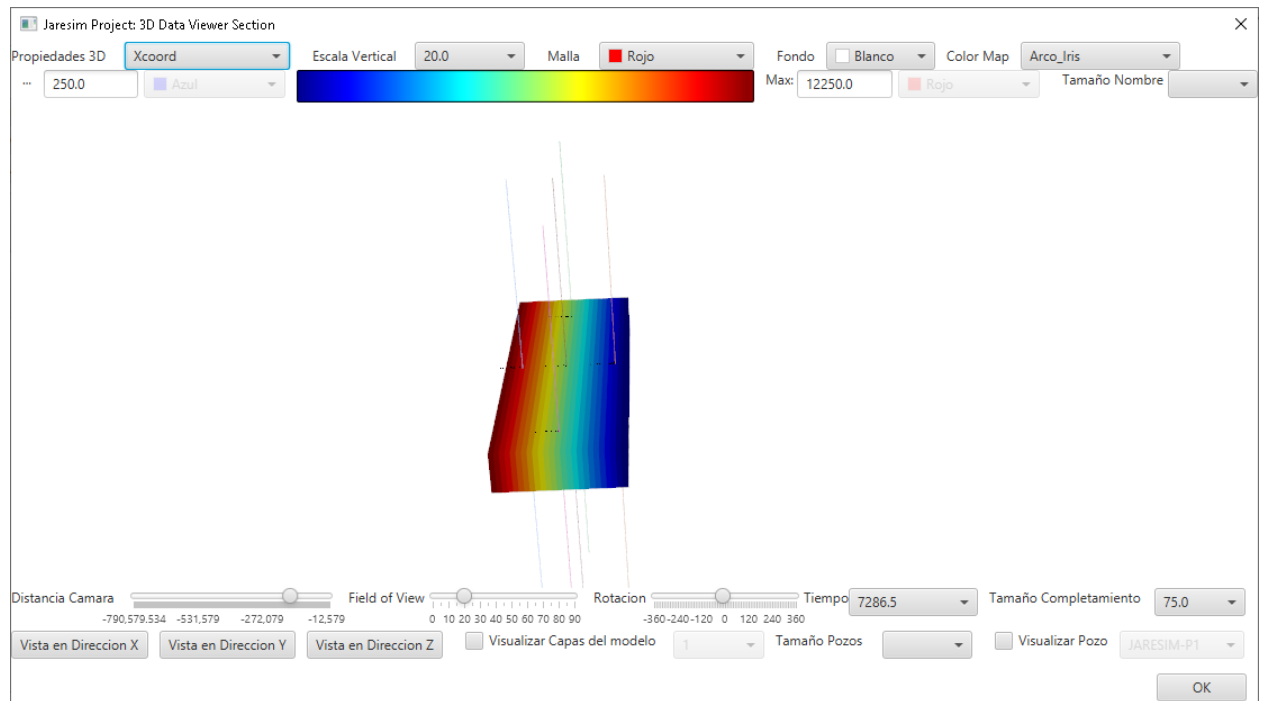 Jaresim Project: 3D Data Viewer Section
Propiedades 3D Xcoord Escala Vertical 20.0 Malla Rojo Fondo Blanco Color Map Arco_Iris
... 250.0 Azul Max: 12250.0 Rojo Tamaño Nombre
Distancia Camara Field of View Rotacion Tiempo 7286.5 Tamaño Completamiento 75.0
-790,579.534 -531,579 -272,079 -12,579 0 10 20 30 40 50 60 70 80 90 -360-240-120 0 120 240 360
Vista en Direccion X Vista en Direccion Y Vista en Direccion Z Visualizar Capas del modelo 1 Tamaño Pozos Visualizar Pozo JARESIM-P1
OK